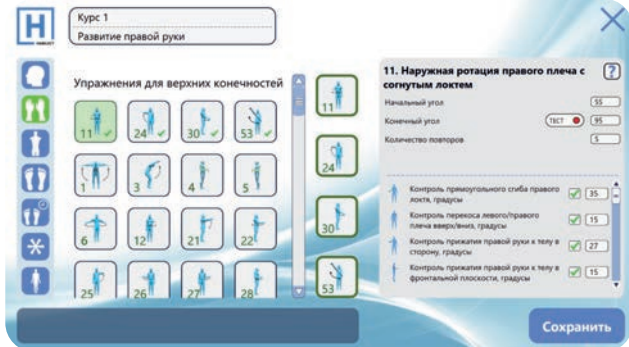 H
Курс 1
Развитие правой руки
Упражнения для верхних конечностей
11
24
30
53
1
3
4
5
6
12
21
22
25
26
27
28
11
24
30
53
11. Наружная ротация правого плеча с
согнутым локтем
?
Начальный угол 55
Конечный угол ТЕСТ 95
Количество повторов 5
Контроль прямоугольного сгиба правого
локтя, градусы 35
Контроль перекоса левого/правого
плеча вверх/вниз, градусы 15
Контроль прижатия правой руки к телу в
сторону, градусы 27
Контроль прижатия правой руки к телу в
фронтальной плоскости, градусы 15
Сохранить